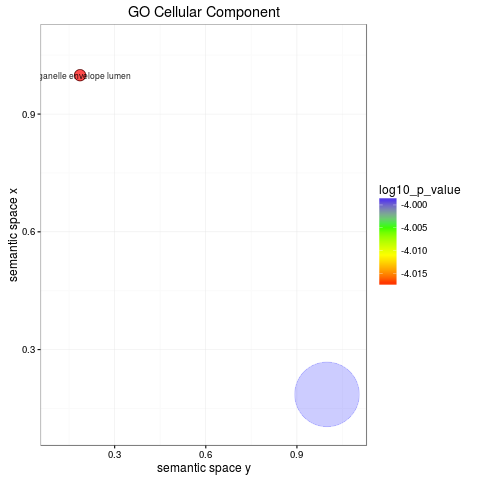 GO Cellular Component
ganelle envelope lumen
0.9
0.6
0.3
semantic space x
0.3
0.6
0.9
semantic space y
log10_p_value
-4.000
-4.005
-4.010
-4.015